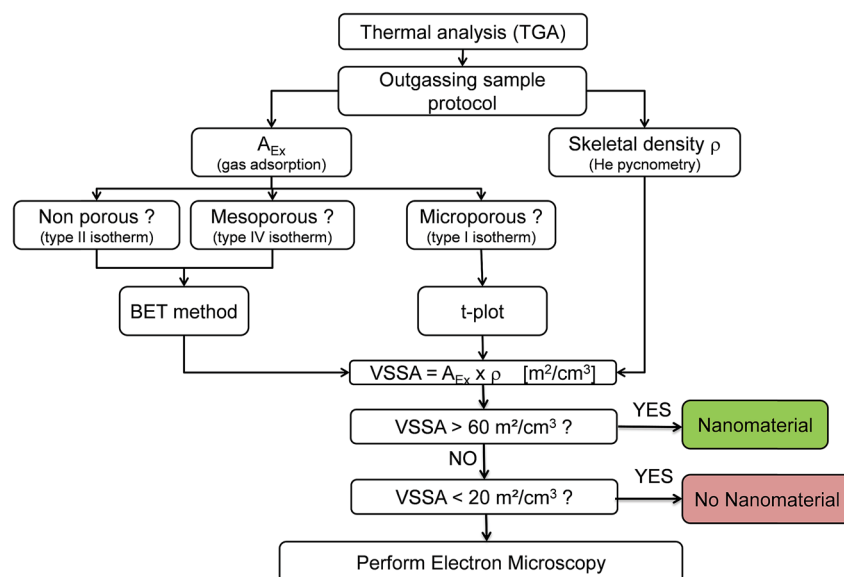 Thermal analysis (TGA)
Outgassing sample
protocol
A_Ex
(gas adsorption)
Skeletal density ρ
(He pycnometry)
Non porous ?
(type II isotherm)
Mesoporous ?
(type IV isotherm)
Microporous ?
(type I isotherm)
BET method
t-plot
VSSA = A_Ex x ρ [m²/cm³]
VSSA > 60 m²/cm³ ?
YES
Nanomaterial
NO
VSSA < 20 m²/cm³ ?
YES
No Nanomaterial
Perform Electron Microscopy